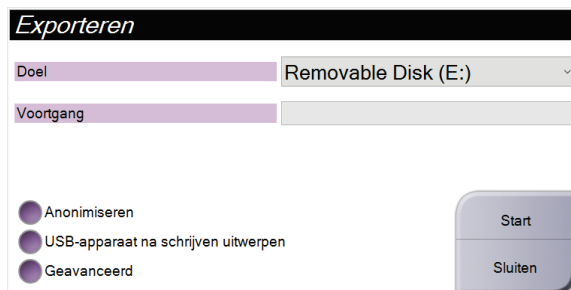 Exporteren
Doel
Removable Disk (E:)
Voortgang
Anonimiseren
USB-apparaat na schrijven uitwerpen
Geavanceerd
Start
Sluiten